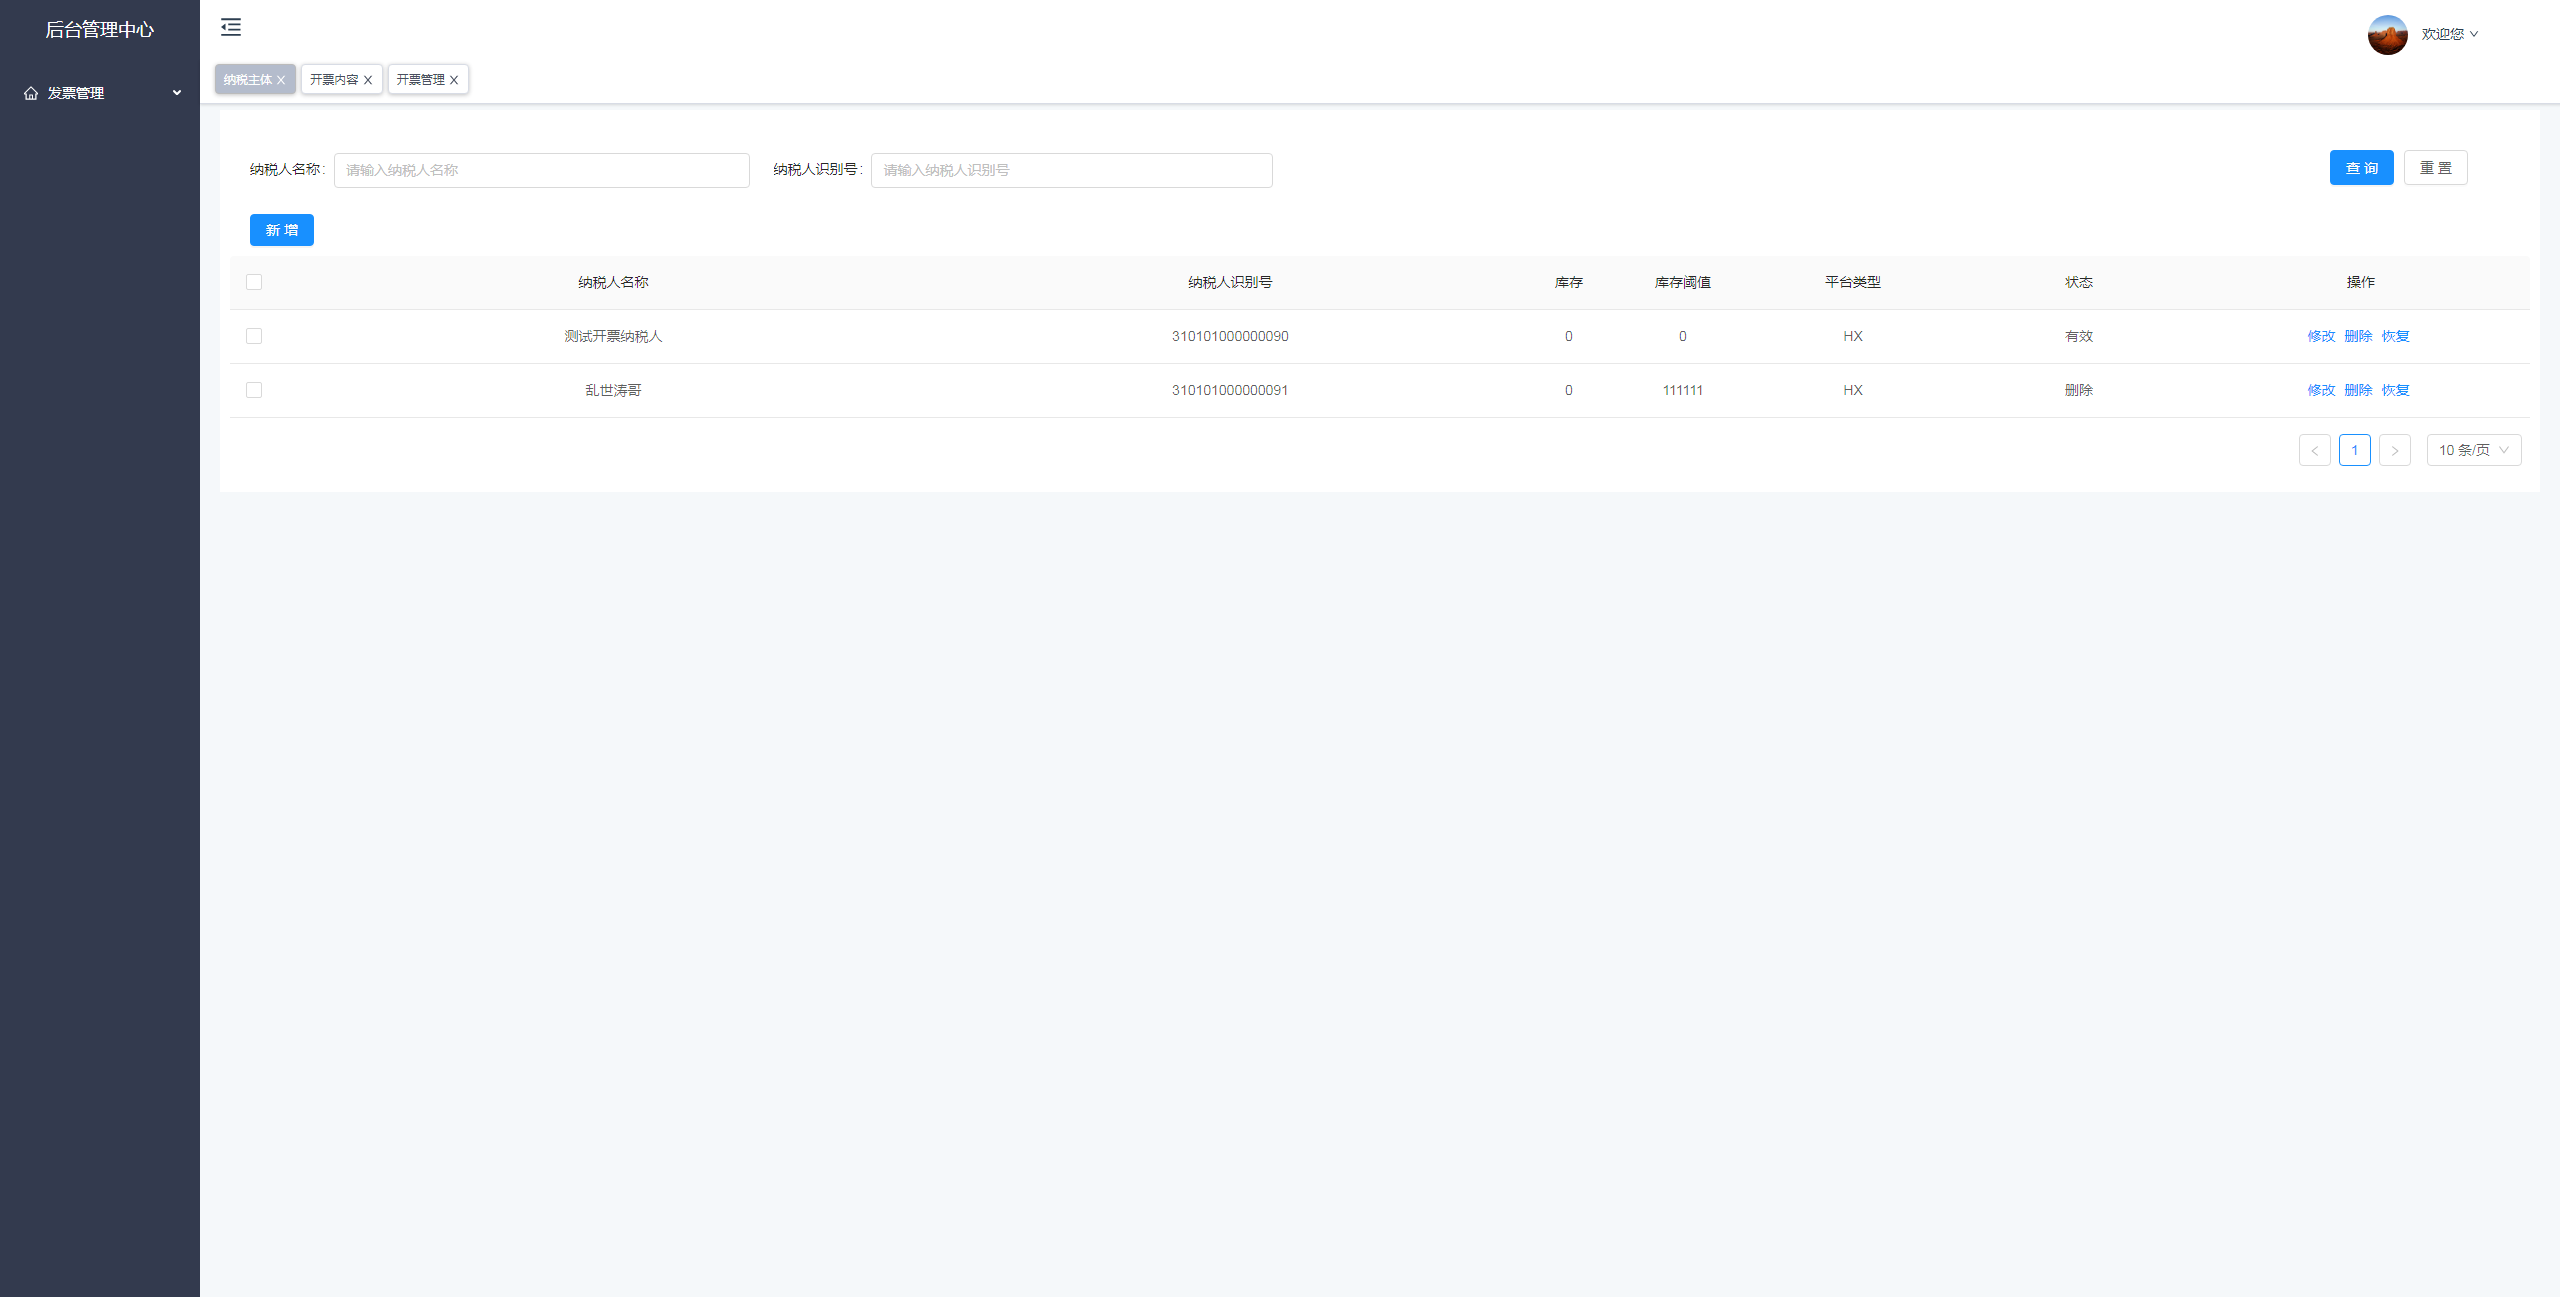 后台管理中心
欢迎您
发票管理
纳税主体 开票内容 开票管理
纳税人名称: 请输入纳税人名称 纳税人识别号: 请输入纳税人识别号 查 询 重 置
新 增
纳税人名称 纳税人识别号 库存 库存阈值 平台类型 状态 操作
测试开票纳税人 310101000000090 0 0 HX 有效 修改 删除 恢复
乱世涛哥 310101000000091 0 111111 HX 删除 修改 删除 恢复
< 1 > 10 条/页